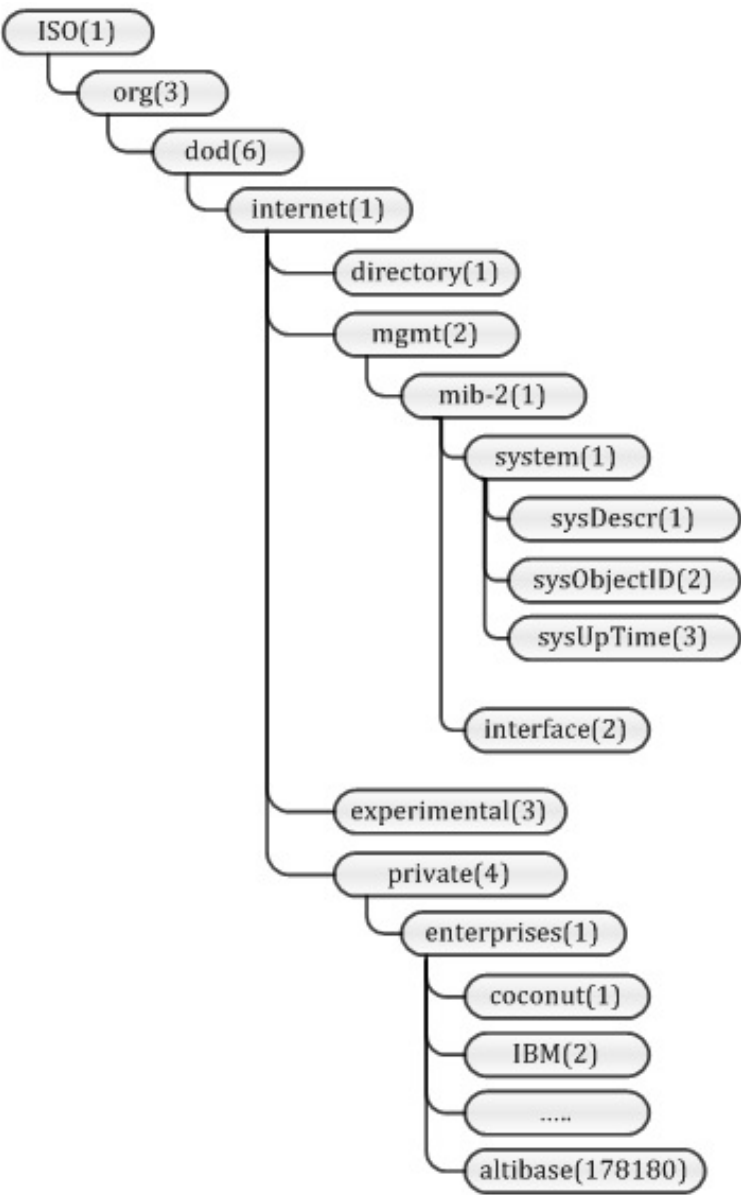 ISO(1)
org(3)
dod(6)
internet(1)
directory(1)
mgmt(2)
mib-2(1)
system(1)
sysDescr(1)
sysObjectID(2)
sysUpTime(3)
interface(2)
experimental(3)
private(4)
enterprises(1)
coconut(1)
IBM(2)
.....
altibase(178180)